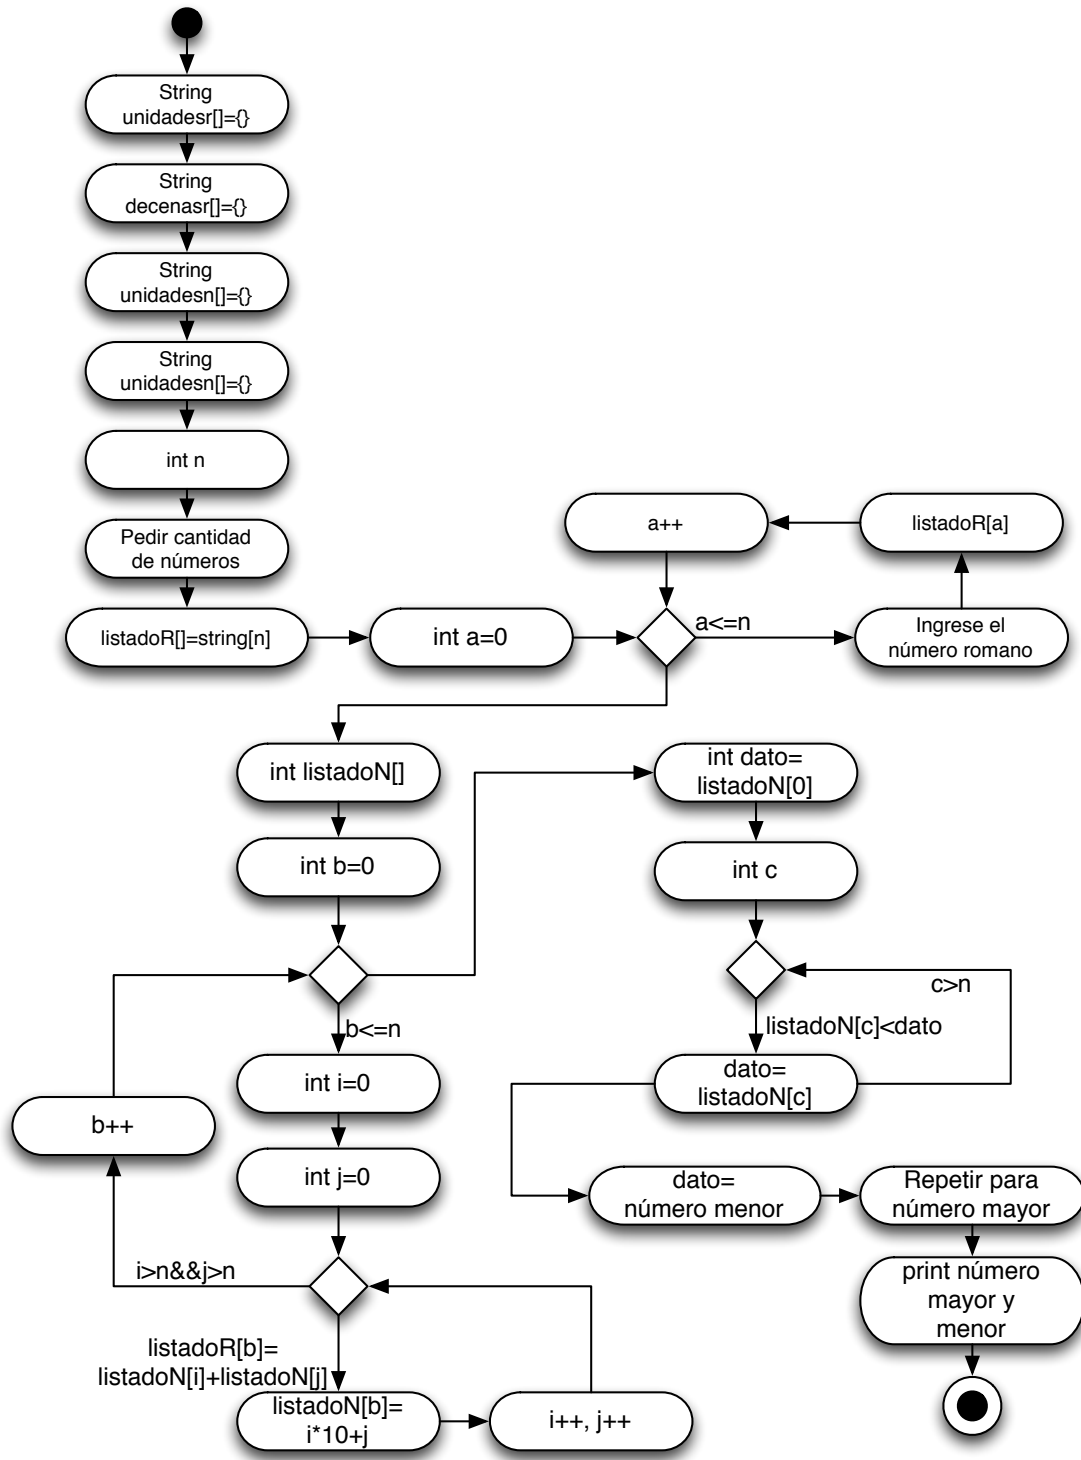 String
unidadesr[]={}
String
decenasr[]={}
String
unidadesn[]={}
String
unidadesn[]={}
int n
Pedir cantidad
de números
listadoR[]=string[n]
int a=0
a++
listadoR[a]
a<=n
Ingrese el
número romano
int listadoN[]
int b=0
b<=n
int i=0
int j=0
b++
i>n&&j>n
listadoR[b]=
listadoN[i]+listadoN[j]
listadoN[b]=
i*10+j
i++, j++
int dato=
listadoN[0]
int c
c>n
listadoN[c]<dato
dato=
listadoN[c]
dato=
número menor
Repetir para
número mayor
print número
mayor y
menor